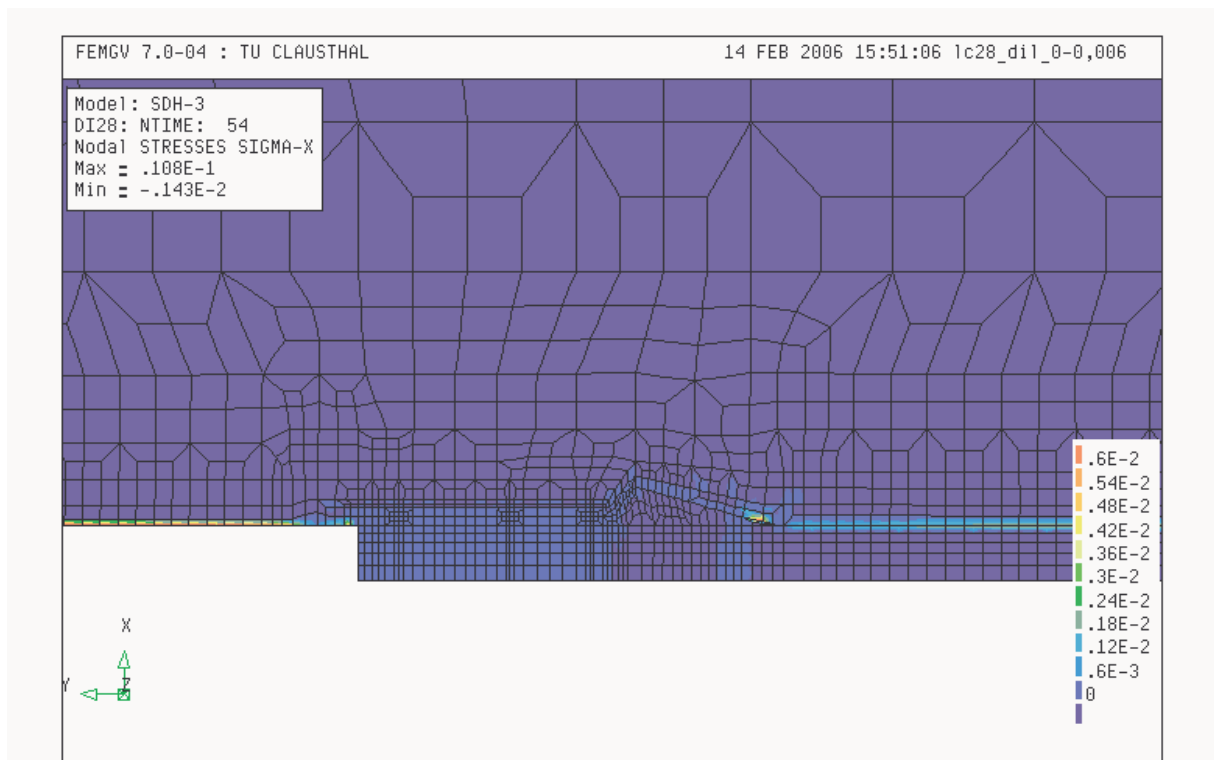 FEMGV 7.0-04 : TU CLAUSTHAL
14 FEB 2006 15:51:06 lc28_dil_0-0,006
Model: SDH-3
DI28: NTIME: 54
Nodal STRESSES SIGMA-X
Max = .108E-1
Min = -.143E-2
.6E-2
.54E-2
.48E-2
.42E-2
.36E-2
.3E-2
.24E-2
.18E-2
.12E-2
.6E-3
0
X
Y
Z